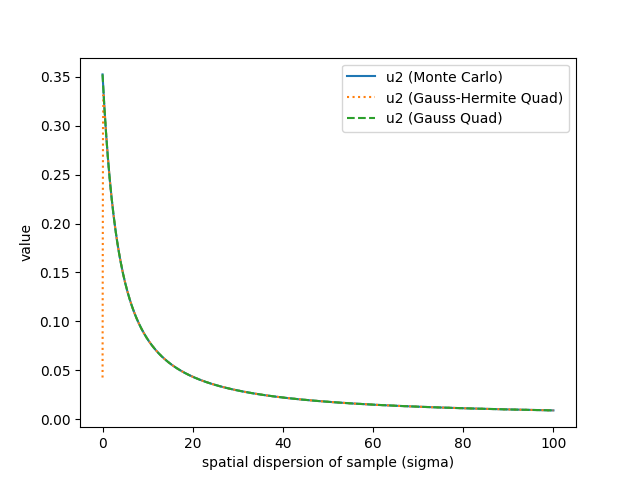 u2 (Monte Carlo)
u2 (Gauss-Hermite Quad)
u2 (Gauss Quad)
0.35
0.30
0.25
0.20
0.15
0.10
0.05
0.00
value
0 20 40 60 80 100
spatial dispersion of sample (sigma)